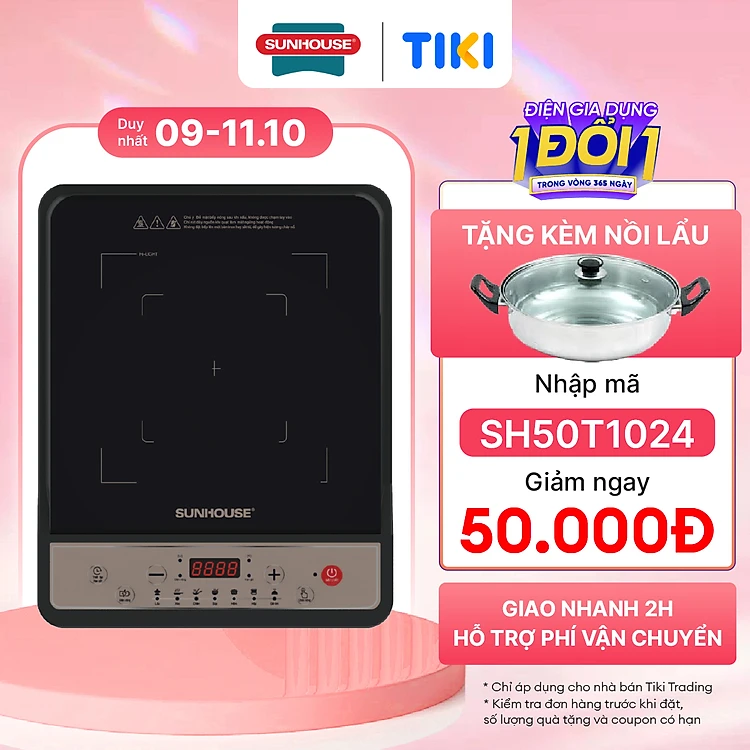 SUNHOUSE®
TIKI
Duy nhất
09-11.10
ĐIỆN GIA DỤNG
1 ĐỔI 1
TRONG VÒNG 365 NGÀY
TẶNG KÈM NỒI LẨU
Nhập mã
SH50T1024
Giảm ngay
50.000Đ
GIAO NHANH 2H
HỖ TRỢ PHÍ VẬN CHUYỂN
* Chỉ áp dụng cho nhà bán Tiki Trading
* Kiểm tra đơn hàng trước khi đặt,
số lượng quà tặng và coupon có hạn
HI-LIGHT
SUNHOUSE®
8888